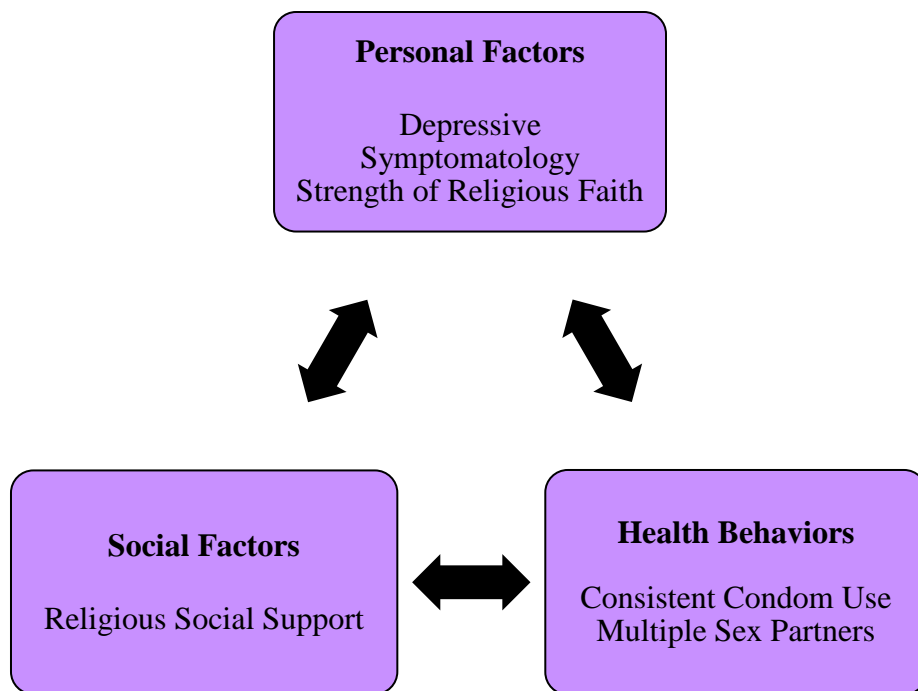 Personal Factors
Depressive
Symptomatology
Strength of Religious Faith
Social Factors
Religious Social Support
Health Behaviors
Consistent Condom Use
Multiple Sex Partners